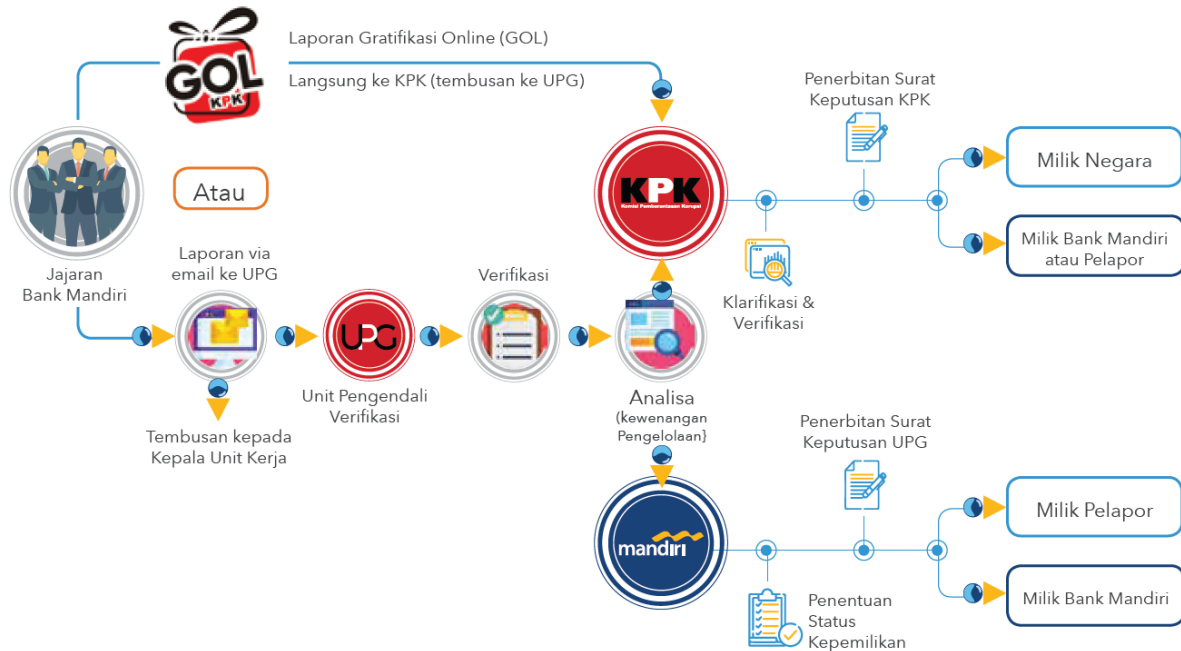 GOL
KPK
Laporan Gratifikasi Online (GOL)
Langsung ke KPK (tembusan ke UPG)
Penerbitan Surat
Keputusan KPK
Atau
KPK
Komisi Pemberantasan Korupsi
Milik Negara
Milik Bank Mandiri
atau Pelapor
Jajaran
Bank Mandiri
Laporan via
email ke UPG
Verifikasi
Klarifikasi &
Verifikasi
UPG
Unit Pengendali
Verifikasi
Analisa
(kewenangan
Pengelolaan}
Tembusan kepada
Kepala Unit Kerja
Penerbitan Surat
Keputusan UPG
mandiri
Milik Pelapor
Milik Bank Mandiri
Penentuan
Status
Kepemilikan